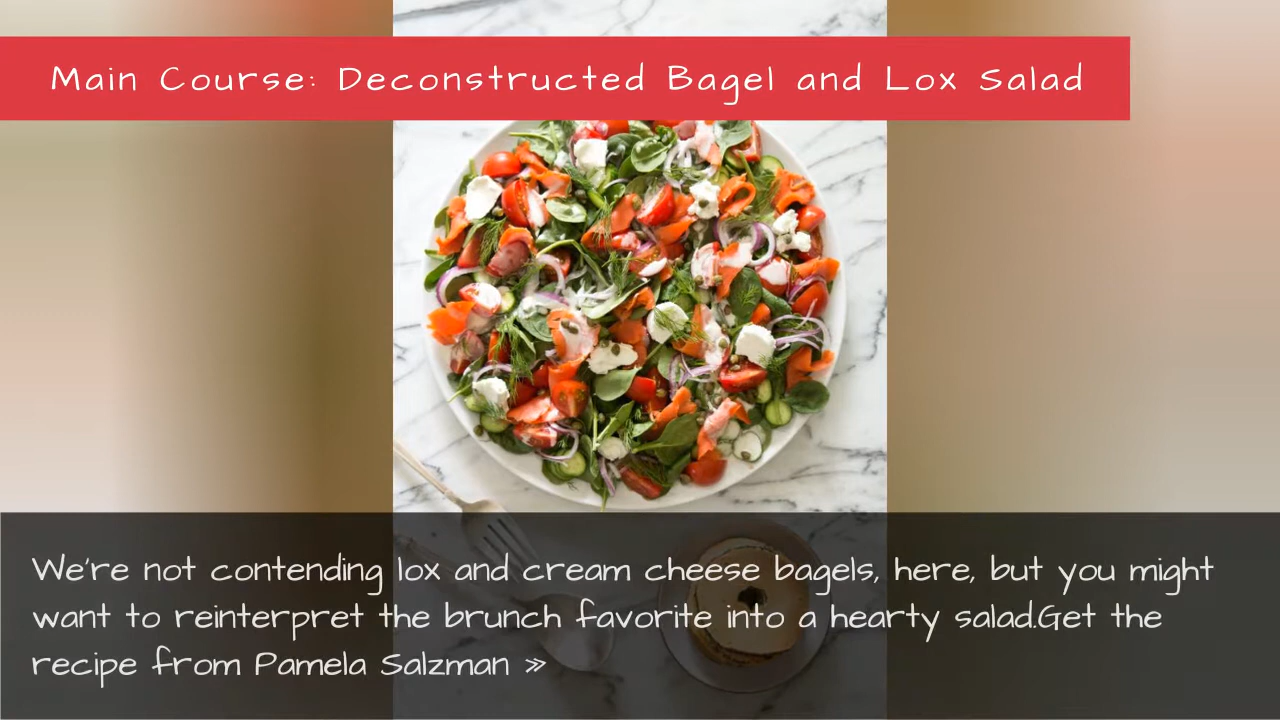 Main Course: Deconstructed Bagel and Lox Salad
We're not contending lox and cream cheese bagels, here, but you might
want to reinterpret the brunch favorite into a hearty salad.Get the
recipe from Pamela Salzman »